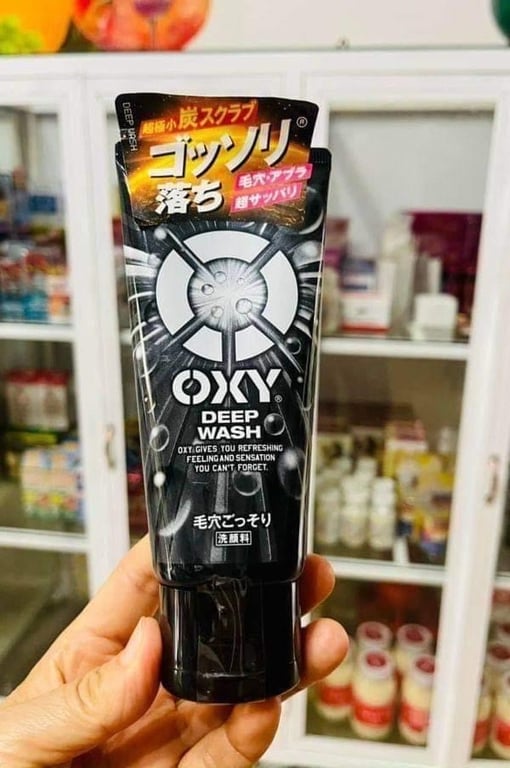 DEEP WASH
超極小炭スクラブ
ゴッソリ®
落ち
毛穴・アブラ
超サッパリ
OXY®
DEEP
WASH
OXY GIVES YOU REFRESHING
FEELING AND SENSATION
YOU CAN'T FORGET.
毛穴ごっそり
洗顔料